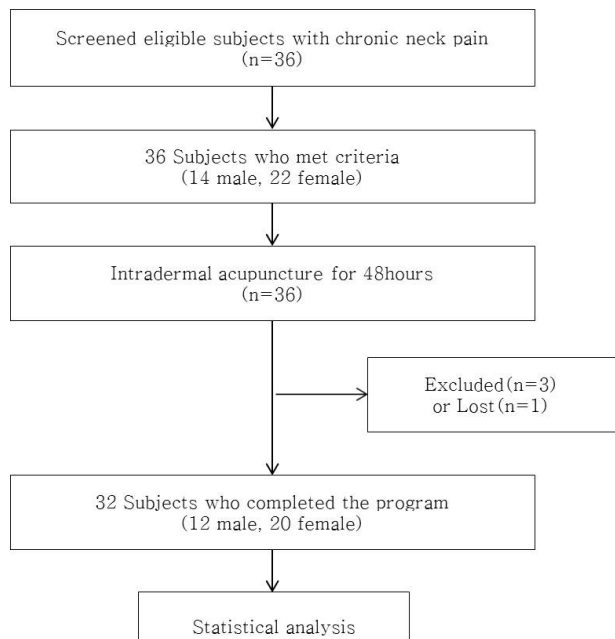 Screened eligible subjects with chronic neck pain
(n=36)
36 Subjects who met criteria
(14 male, 22 female)
Intradermal acupuncture for 48hours
(n=36)
Excluded(n=3)
or Lost(n=1)
32 Subjects who completed the program
(12 male, 20 female)
Statistical analysis